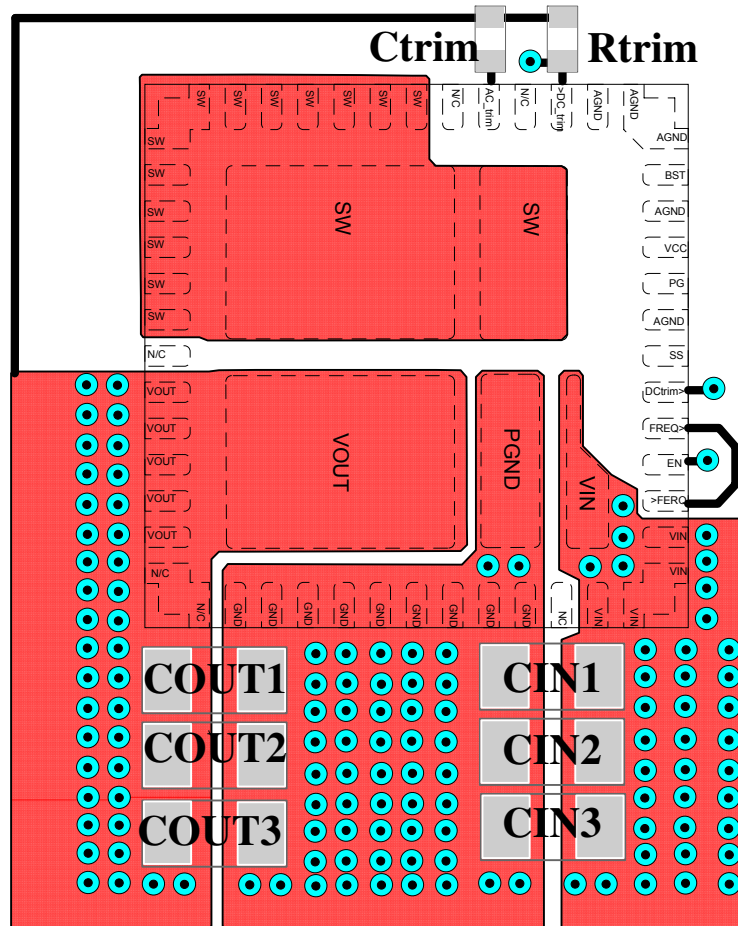 Ctrim Rtrim
SW SW SW SW SW SW SW N/C AC_trim N/C >DC_trim AGND AGND
SW
SW
SW
SW
SW
SW
N/C
VOUT
VOUT
VOUT
VOUT
VOUT
N/C
AGND
BST
AGND
VCC
PG
AGND
SS
DCtrim>
FREQ>
EN
>FERQ
VIN
VIN
SW SW
VOUT PGND VIN
N/C GND GND GND GND GND GND GND GND GND NC VIN VIN
COUT1 CIN1
COUT2 CIN2
COUT3 CIN3